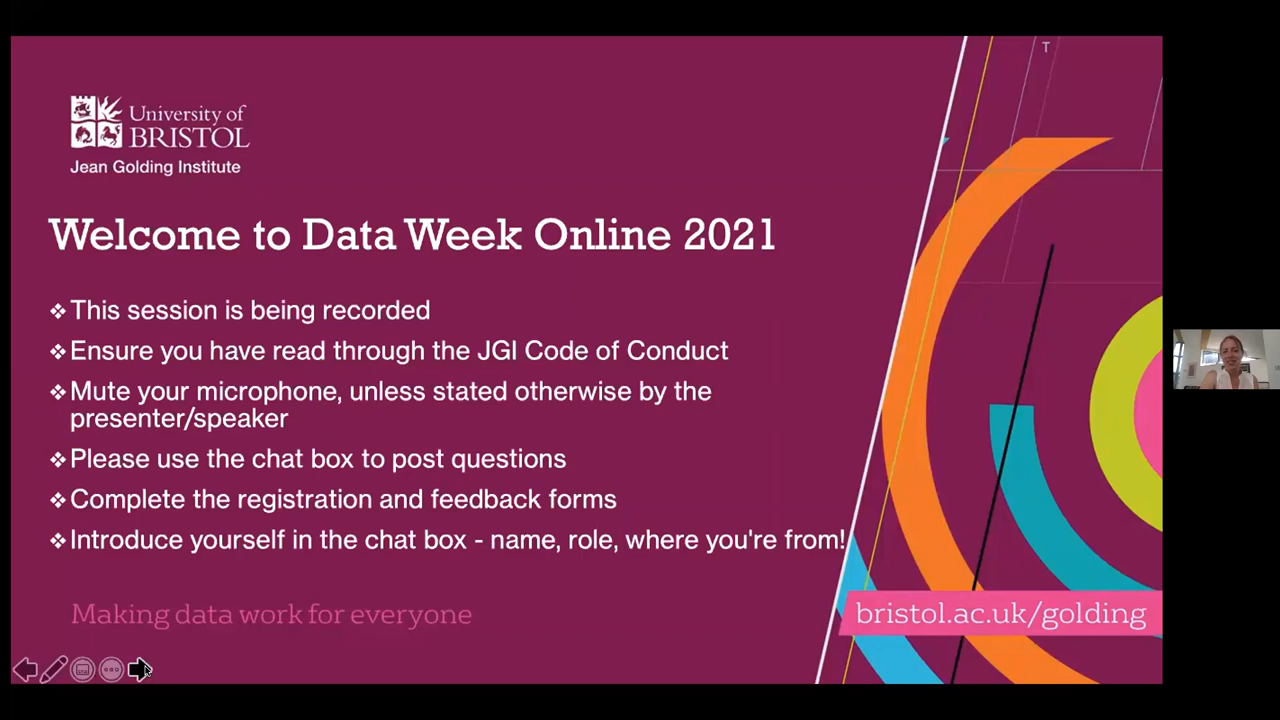 University of
BRISTOL
Jean Golding Institute
Welcome to Data Week Online 2021
❖This session is being recorded
❖Ensure you have read through the JGI Code of Conduct
❖Mute your microphone, unless stated otherwise by the
presenter/speaker
❖Please use the chat box to post questions
❖Complete the registration and feedback forms
❖Introduce yourself in the chat box - name, role, where you're from!
Making data work for everyone
bristol.ac.uk/golding
T